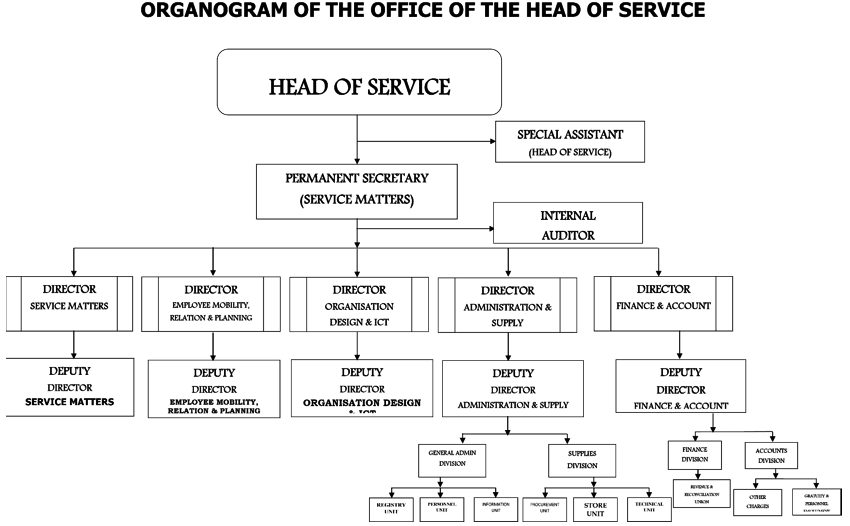 ORGANOGRAM OF THE OFFICE OF THE HEAD OF SERVICE
HEAD OF SERVICE
SPECIAL ASSISTANT
(HEAD OF SERVICE)
PERMANENT SECRETARY
(SERVICE MATTERS)
INTERNAL
AUDITOR
DIRECTOR
SERVICE MATTERS
DIRECTOR
EMPLOYEE MOBILITY,
RELATION & PLANNING
DIRECTOR
ORGANISATION
DESIGN & ICT
DIRECTOR
ADMINISTRATION &
SUPPLY
DIRECTOR
FINANCE & ACCOUNT
DEPUTY
DIRECTOR
SERVICE MATTERS
DEPUTY
DIRECTOR
EMPLOYEE MOBILITY,
RELATION & PLANNING
DEPUTY
DIRECTOR
ORGANISATION DESIGN
& ICT
DEPUTY
DIRECTOR
ADMINISTRATION & SUPPLY
DEPUTY
DIRECTOR
FINANCE & ACCOUNT
GENERAL ADMIN
DIVISION
SUPPLIES
DIVISION
FINANCE
DIVISION
ACCOUNTS
DIVISION
REGISTRY
UNIT
PERSONNEL
UNIT
INFORMATION
UNIT
PROCUREMENT
UNIT
STORE
UNIT
TECHNICAL
UNIT
REVENUE &
RECONCILIATION
UNION
OTHER
CHARGES
GRATUITY &
PERSONNEL